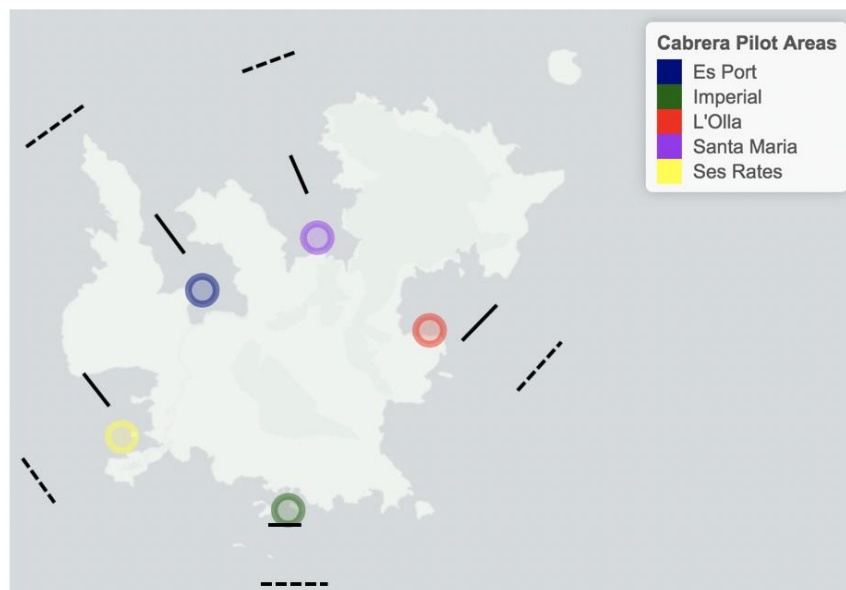 Cabrera Pilot Areas
Es Port
Imperial
L'Olla
Santa Maria
Ses Rates